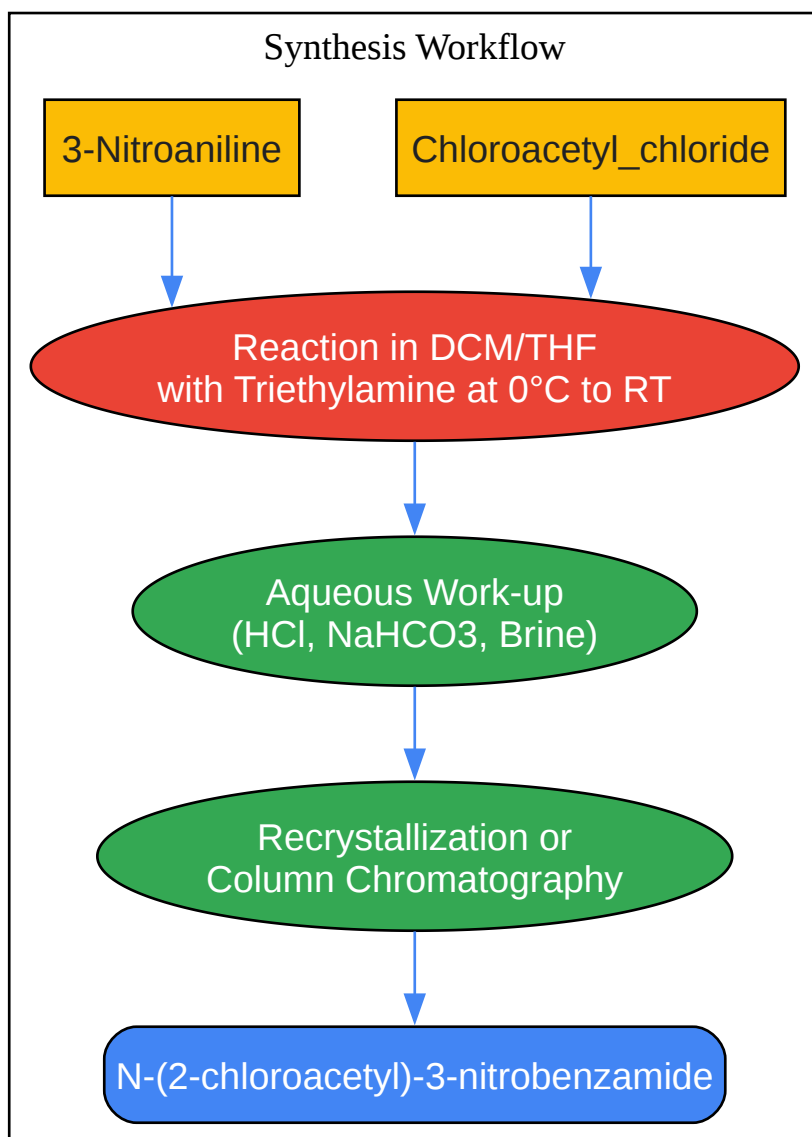 Synthesis Workflow
3-Nitroaniline
Chloroacetyl_chloride
Reaction in DCM/THF
with Triethylamine at 0°C to RT
Aqueous Work-up
(HCl, NaHCO3, Brine)
Recrystallization or
Column Chromatography
N-(2-chloroacetyl)-3-nitrobenzamide